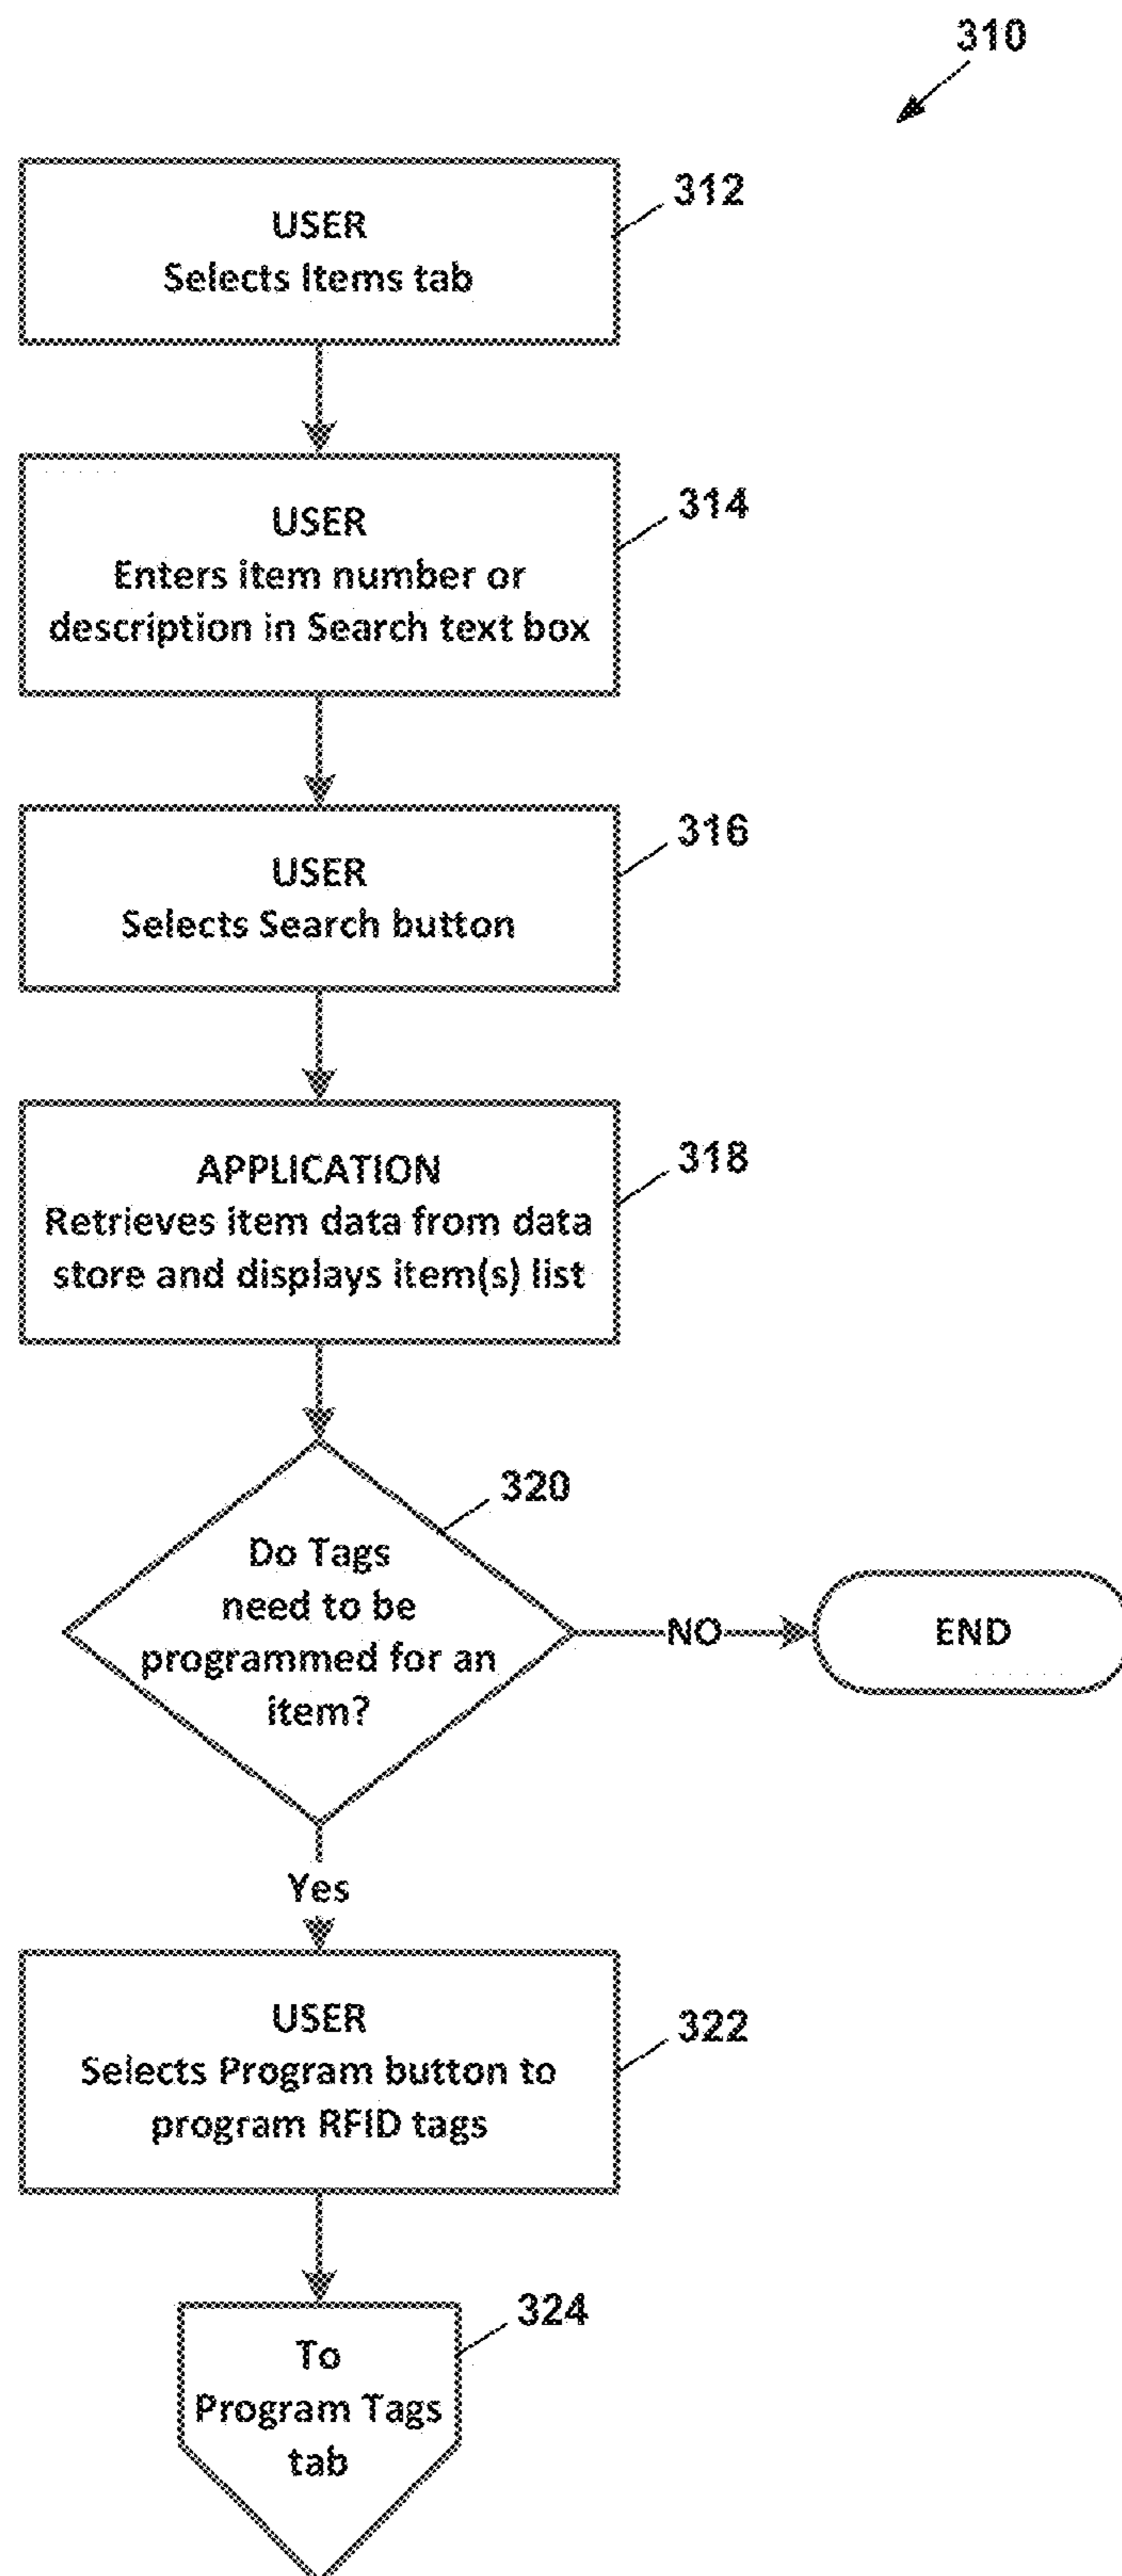 310
312
USER
Selects Items tab
314
USER
Enters item number or
description in Search text box
316
USER
Selects Search button
318
APPLICATION
Retrieves item data from data
store and displays item(s) list
320
Do Tags
need to be
programmed for an
item?
NO
END
Yes
322
USER
Selects Program button to
program RFID tags
324
To
Program Tags
tab